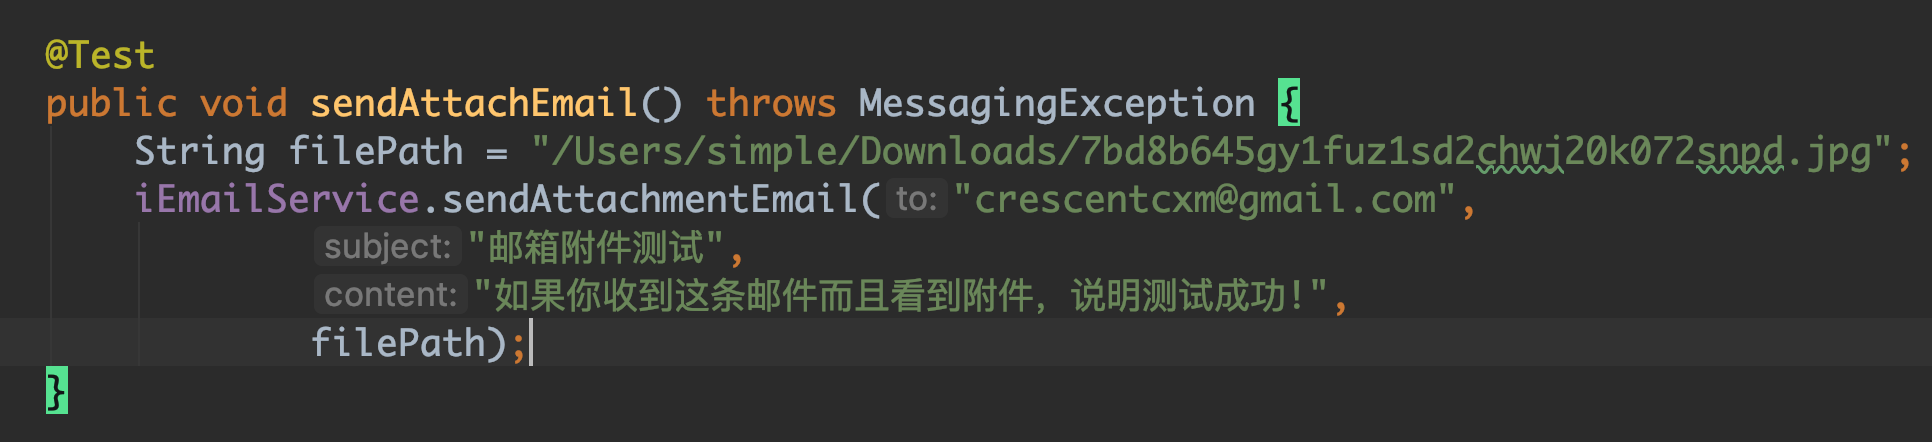 @Test
public void sendAttachEmail() throws MessagingException {
String filePath = "/Users/simple/Downloads/7bd8b645gy1fuz1sd2chwj20k072snpd.jpg";
iEmailService.sendAttachmentEmail( to: "crescentcxm@gmail.com",
subject: "邮箱附件测试",
content: "如果你收到这条邮件而且看到附件，说明测试成功!",
filePath);
}